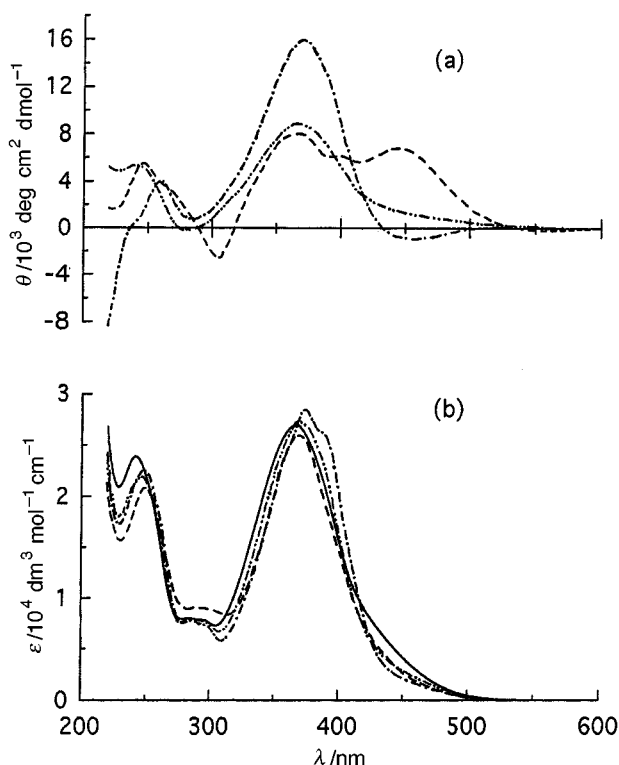 (a)
16
12
8
4
0
-4
-8
θ/10³ deg cm² dmol⁻¹
(b)
3
2
1
0
ε/10⁴ dm³ mol⁻¹ cm⁻¹
200 300 400 500 600
λ/nm